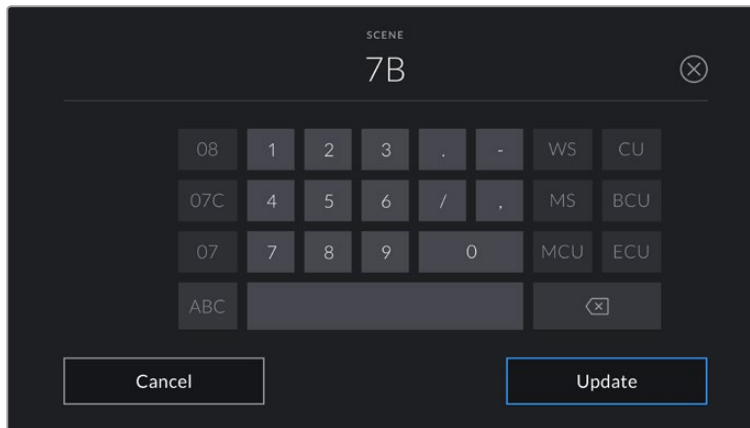 SCENE
7B
08 1 2 3 . - WS CU
07C 4 5 6 / , MS BCU
07 7 8 9 0 MCU ECU
ABC
Cancel Update